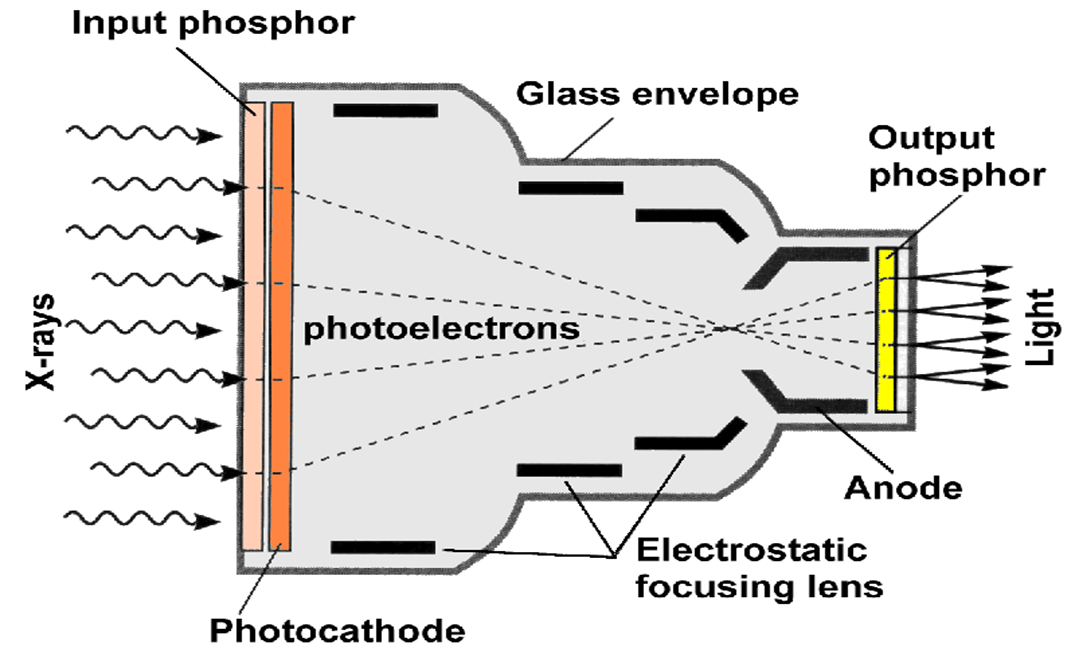 Input phosphor
Glass envelope
Output
phosphor
X-rays
photoelectrons
Light
Anode
Electrostatic
focusing lens
Photocathode